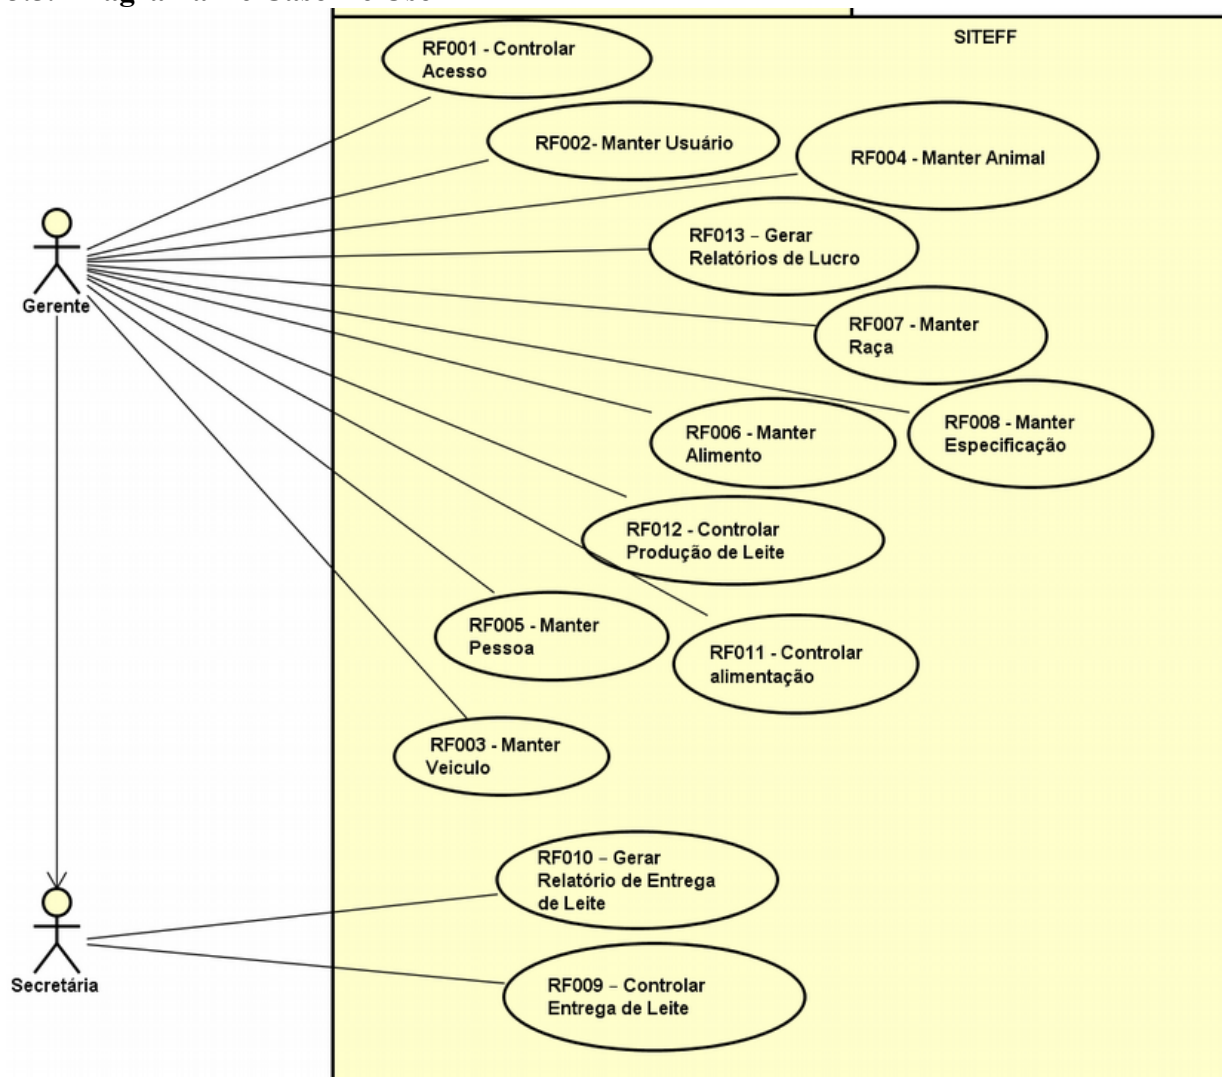 SITEFF
RF001 - Controlar
Acesso
RF002- Manter Usuário
RF004 - Manter Animal
RF013 – Gerar
Relatórios de Lucro
Gerente
RF007 - Manter
Raça
RF008 - Manter
Especificação
RF006 - Manter
Alimento
RF012 - Controlar
Produção de Leite
RF005 - Manter
Pessoa
RF011 - Controlar
alimentação
RF003 - Manter
Veiculo
RF010 – Gerar
Relatório de Entrega
de Leite
Secretária
RF009 – Controlar
Entrega de Leite